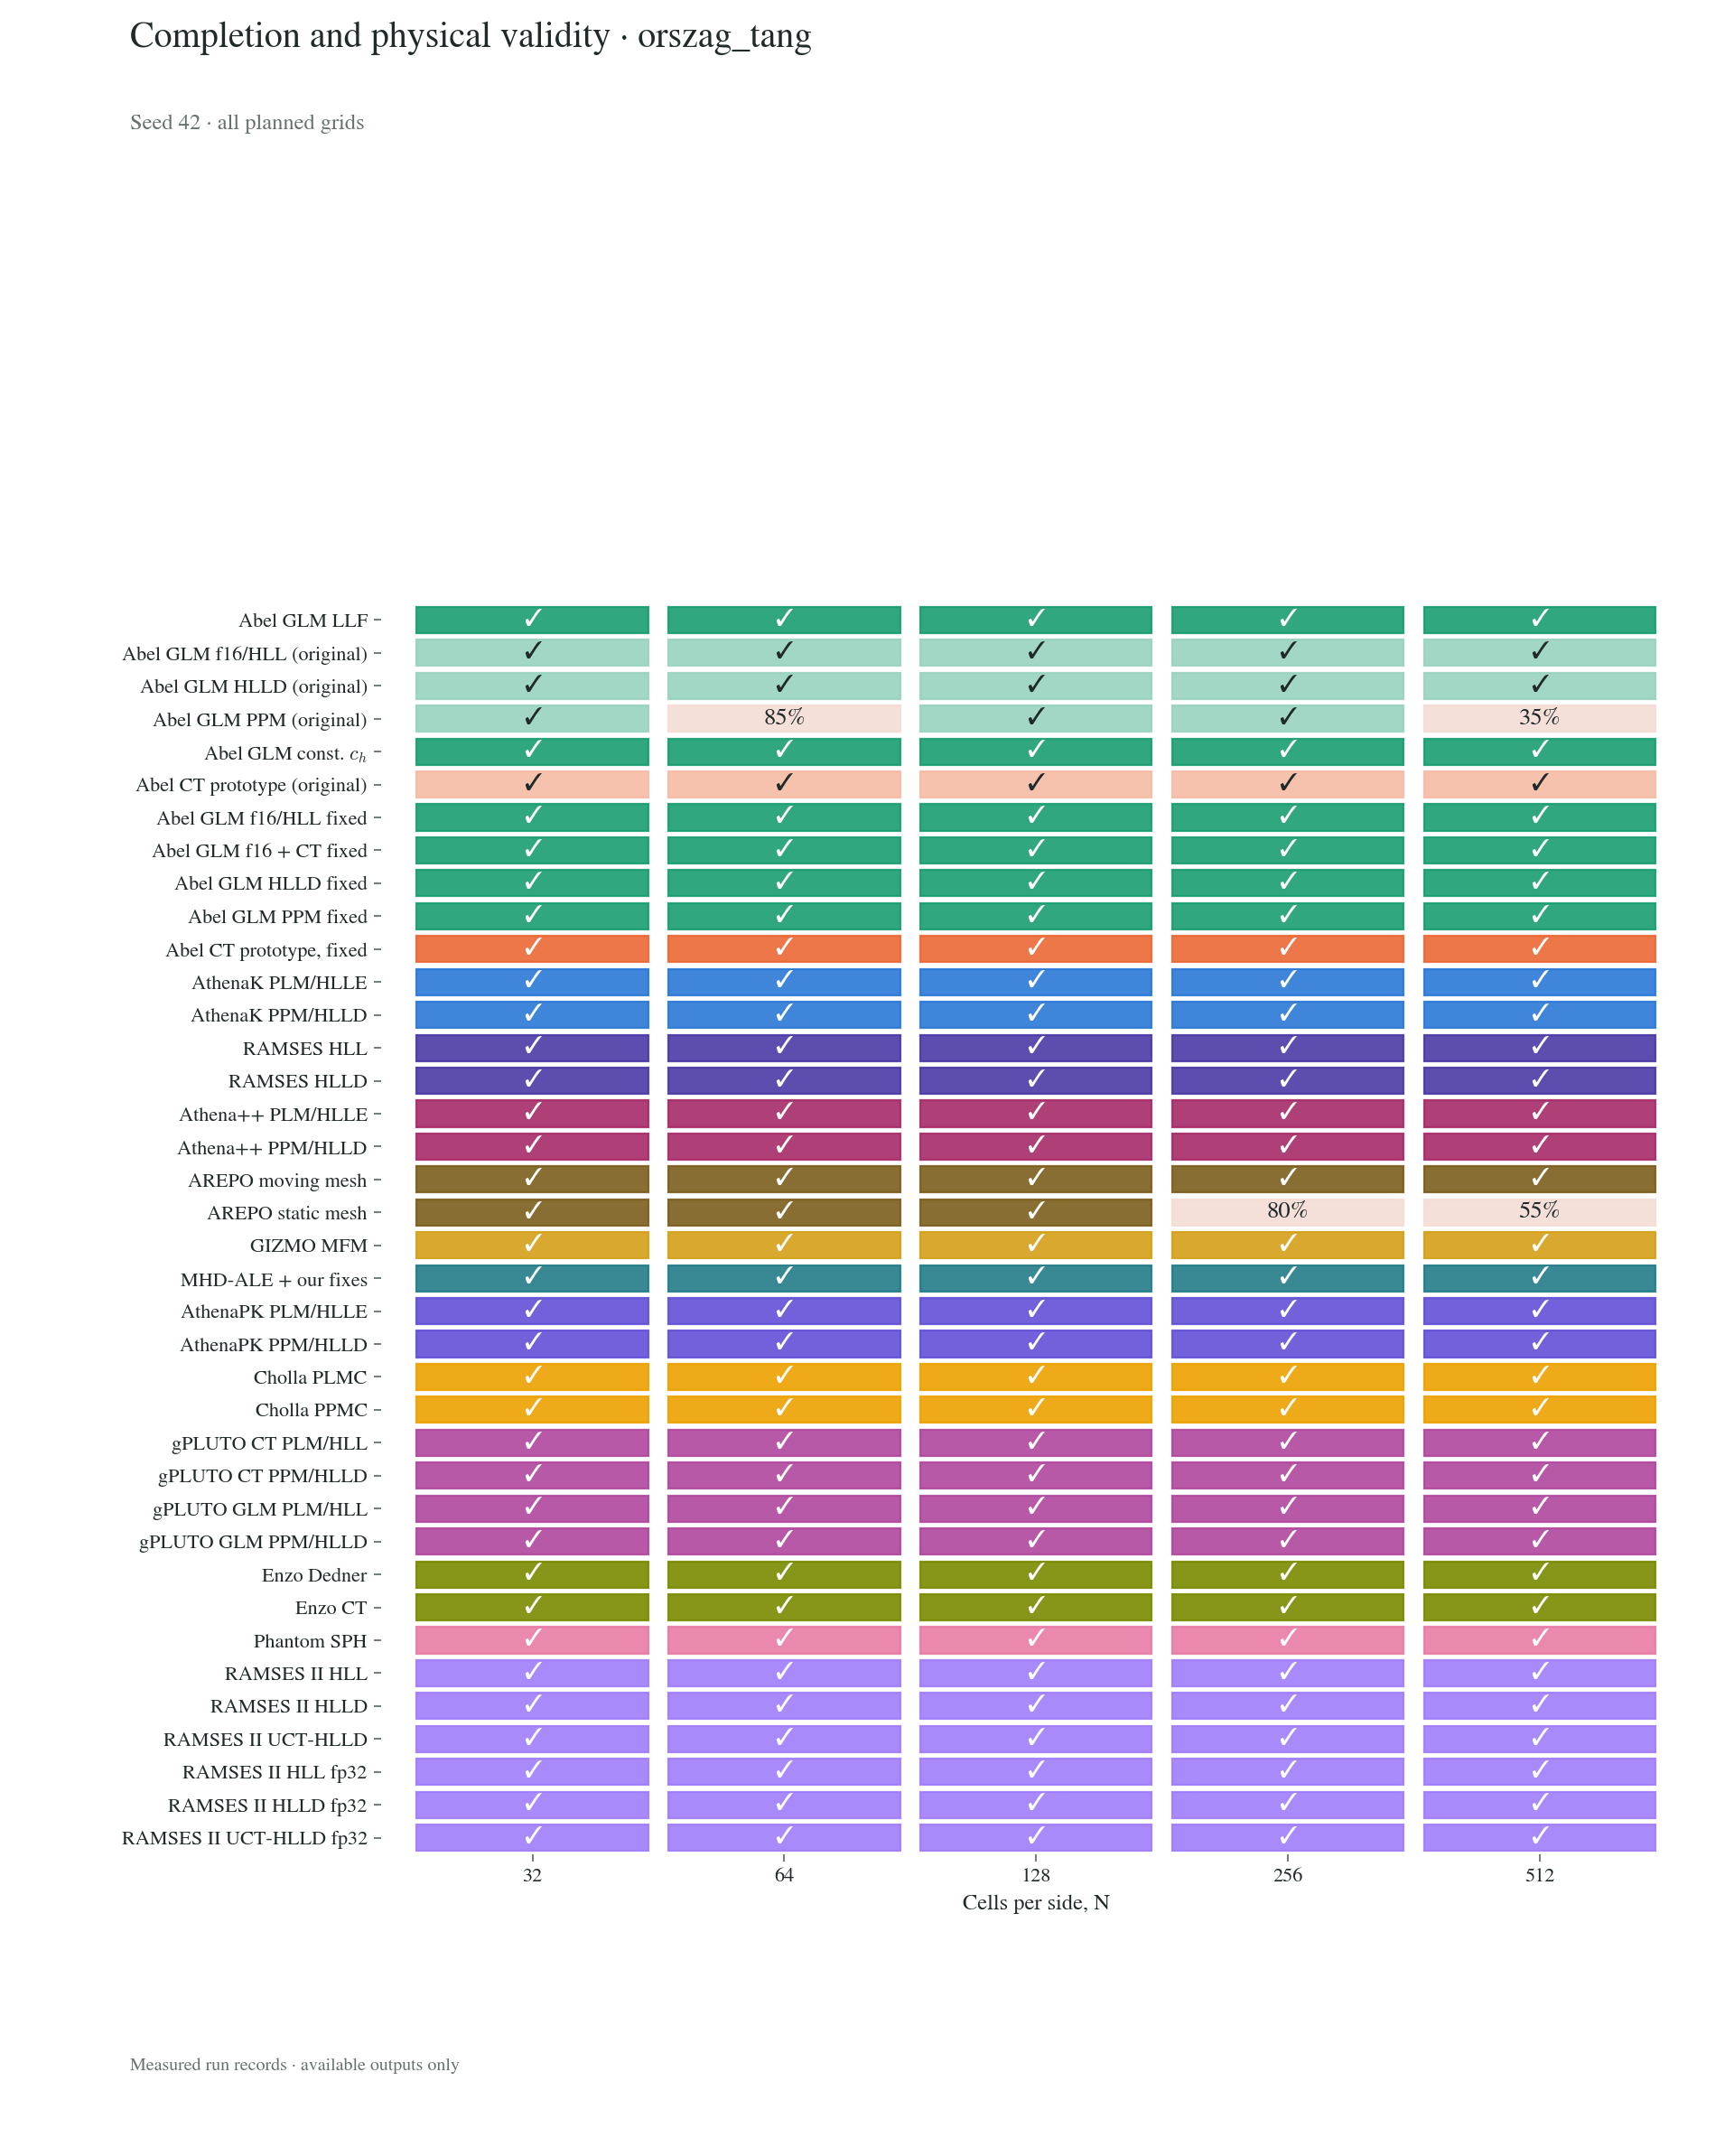 Completion and physical validity · orszag_tang
Seed 42 · all planned grids
Abel GLM LLF ✓ ✓ ✓ ✓ ✓
Abel GLM f16/HLL (original) ✓ ✓ ✓ ✓ ✓
Abel GLM HLLD (original) ✓ ✓ ✓ ✓ ✓
Abel GLM PPM (original) ✓ 85% ✓ ✓ 35%
Abel GLM const. c_h ✓ ✓ ✓ ✓ ✓
Abel CT prototype (original) ✓ ✓ ✓ ✓ ✓
Abel GLM f16/HLL fixed ✓ ✓ ✓ ✓ ✓
Abel GLM f16 + CT fixed ✓ ✓ ✓ ✓ ✓
Abel GLM HLLD fixed ✓ ✓ ✓ ✓ ✓
Abel GLM PPM fixed ✓ ✓ ✓ ✓ ✓
Abel CT prototype, fixed ✓ ✓ ✓ ✓ ✓
AthenaK PLM/HLLE ✓ ✓ ✓ ✓ ✓
AthenaK PPM/HLLD ✓ ✓ ✓ ✓ ✓
RAMSES HLL ✓ ✓ ✓ ✓ ✓
RAMSES HLLD ✓ ✓ ✓ ✓ ✓
Athena++ PLM/HLLE ✓ ✓ ✓ ✓ ✓
Athena++ PPM/HLLD ✓ ✓ ✓ ✓ ✓
AREPO moving mesh ✓ ✓ ✓ ✓ ✓
AREPO static mesh ✓ ✓ ✓ 80% 55%
GIZMO MFM ✓ ✓ ✓ ✓ ✓
MHD-ALE + our fixes ✓ ✓ ✓ ✓ ✓
AthenaPK PLM/HLLE ✓ ✓ ✓ ✓ ✓
AthenaPK PPM/HLLD ✓ ✓ ✓ ✓ ✓
Cholla PLMC ✓ ✓ ✓ ✓ ✓
Cholla PPMC ✓ ✓ ✓ ✓ ✓
gPLUTO CT PLM/HLL ✓ ✓ ✓ ✓ ✓
gPLUTO CT PPM/HLLD ✓ ✓ ✓ ✓ ✓
gPLUTO GLM PLM/HLL ✓ ✓ ✓ ✓ ✓
gPLUTO GLM PPM/HLLD ✓ ✓ ✓ ✓ ✓
Enzo Dedner ✓ ✓ ✓ ✓ ✓
Enzo CT ✓ ✓ ✓ ✓ ✓
Phantom SPH ✓ ✓ ✓ ✓ ✓
RAMSES II HLL ✓ ✓ ✓ ✓ ✓
RAMSES II HLLD ✓ ✓ ✓ ✓ ✓
RAMSES II UCT-HLLD ✓ ✓ ✓ ✓ ✓
RAMSES II HLL fp32 ✓ ✓ ✓ ✓ ✓
RAMSES II HLLD fp32 ✓ ✓ ✓ ✓ ✓
RAMSES II UCT-HLLD fp32 ✓ ✓ ✓ ✓ ✓
32 64 128 256 512
Cells per side, N
Measured run records · available outputs only